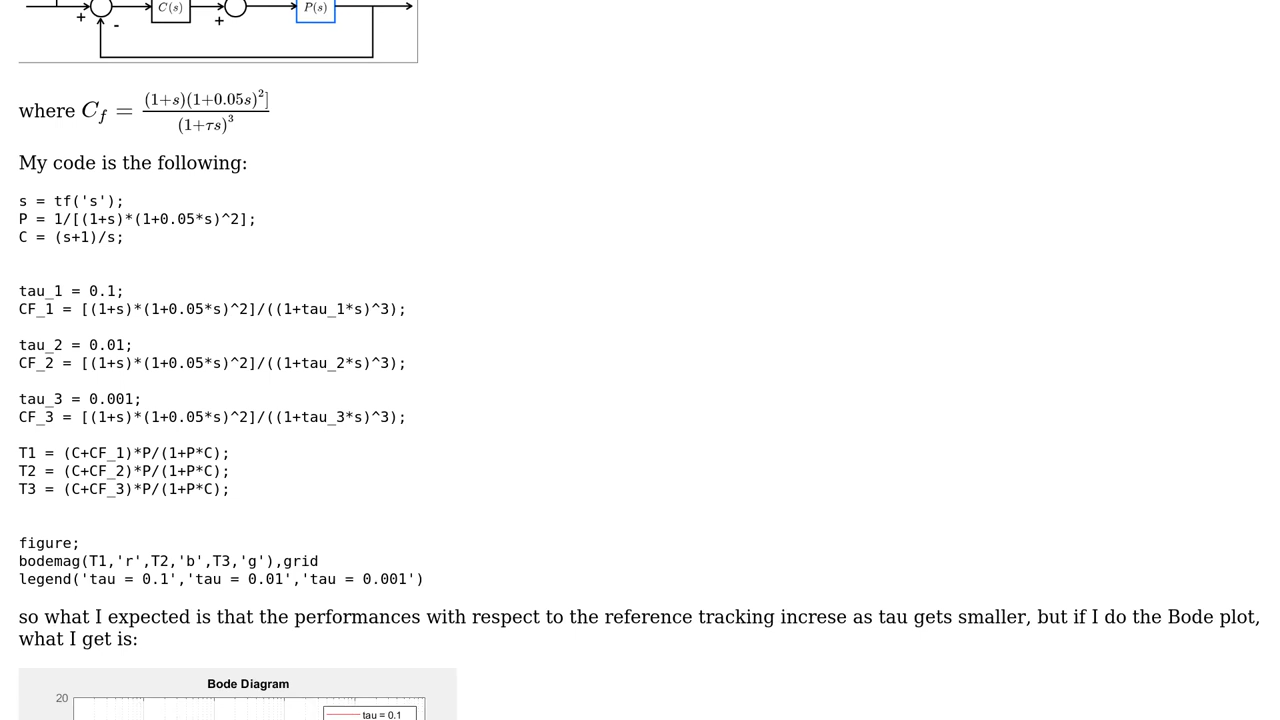 C(s) P(s)
+ - +
where C_f = (1+s)(1+0.05s)^2] / (1+τs)^3
My code is the following:
s = tf('s');
P = 1/[(1+s)*(1+0.05*s)^2];
C = (s+1)/s;
tau_1 = 0.1;
CF_1 = [(1+s)*(1+0.05*s)^2]/((1+tau_1*s)^3);
tau_2 = 0.01;
CF_2 = [(1+s)*(1+0.05*s)^2]/((1+tau_2*s)^3);
tau_3 = 0.001;
CF_3 = [(1+s)*(1+0.05*s)^2]/((1+tau_3*s)^3);
T1 = (C+CF_1)*P/(1+P*C);
T2 = (C+CF_2)*P/(1+P*C);
T3 = (C+CF_3)*P/(1+P*C);
figure;
bodemag(T1,'r',T2,'b',T3,'g'),grid
legend('tau = 0.1','tau = 0.01','tau = 0.001')
so what I expected is that the performances with respect to the reference tracking increse as tau gets smaller, but if I do the Bode plot,
what I get is:
Bode Diagram
20
tau = 0.1